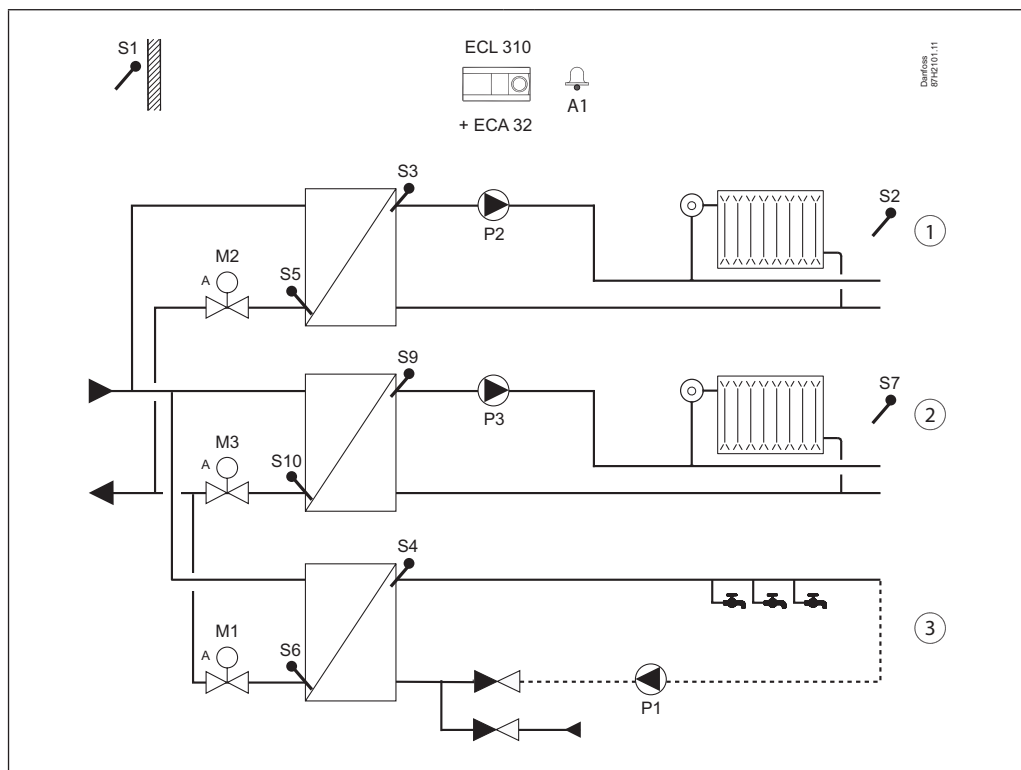 S1
ECL 310
A1
+ ECA 32
Danfoss
87H2101.11
S3
P2
S2
1
M2
A
S5
S9
P3
S7
2
M3
A
S10
S4
3
M1
A
S6
P1